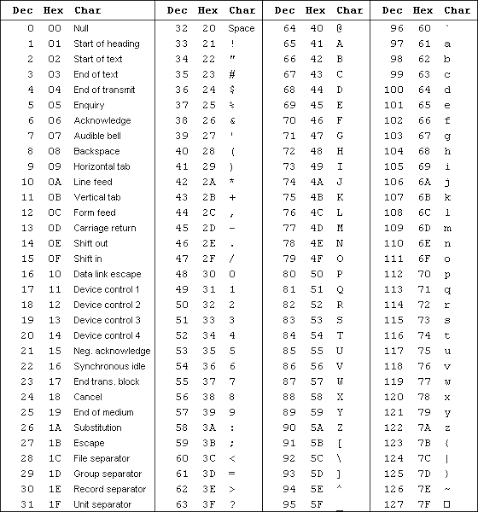 Dec Hex Char Dec Hex Char Dec Hex Char Dec Hex Char
0 00 Null 32 20 Space 64 40 @ 96 60 `
1 01 Start of heading 33 21 ! 65 41 A 97 61 a
2 02 Start of text 34 22 " 66 42 B 98 62 b
3 03 End of text 35 23 # 67 43 C 99 63 c
4 04 End of transmit 36 24 $ 68 44 D 100 64 d
5 05 Enquiry 37 25 % 69 45 E 101 65 e
6 06 Acknowledge 38 26 & 70 46 F 102 66 f
7 07 Audible bell 39 27 ' 71 47 G 103 67 g
8 08 Backspace 40 28 ( 72 48 H 104 68 h
9 09 Horizontal tab 41 29 ) 73 49 I 105 69 i
10 0A Line feed 42 2A * 74 4A J 106 6A j
11 0B Vertical tab 43 2B + 75 4B K 107 6B k
12 0C Form feed 44 2C , 76 4C L 108 6C l
13 0D Carriage return 45 2D - 77 4D M 109 6D m
14 0E Shift out 46 2E . 78 4E N 110 6E n
15 0F Shift in 47 2F / 79 4F O 111 6F o
16 10 Data link escape 48 30 0 80 50 P 112 70 p
17 11 Device control 1 49 31 1 81 51 Q 113 71 q
18 12 Device control 2 50 32 2 82 52 R 114 72 r
19 13 Device control 3 51 33 3 83 53 S 115 73 s
20 14 Device control 4 52 34 4 84 54 T 116 74 t
21 15 Neg. acknowledge 53 35 5 85 55 U 117 75 u
22 16 Synchronous idle 54 36 6 86 56 V 118 76 v
23 17 End trans. block 55 37 7 87 57 W 119 77 w
24 18 Cancel 56 38 8 88 58 X 120 78 x
25 19 End of medium 57 39 9 89 59 Y 121 79 y
26 1A Substitution 58 3A : 90 5A Z 122 7A z
27 1B Escape 59 3B ; 91 5B [ 123 7B {
28 1C File separator 60 3C < 92 5C \ 124 7C |
29 1D Group separator 61 3D = 93 5D ] 125 7D }
30 1E Record separator 62 3E > 94 5E ^ 126 7E ~
31 1F Unit separator 63 3F ? 95 5F _ 127 7F □